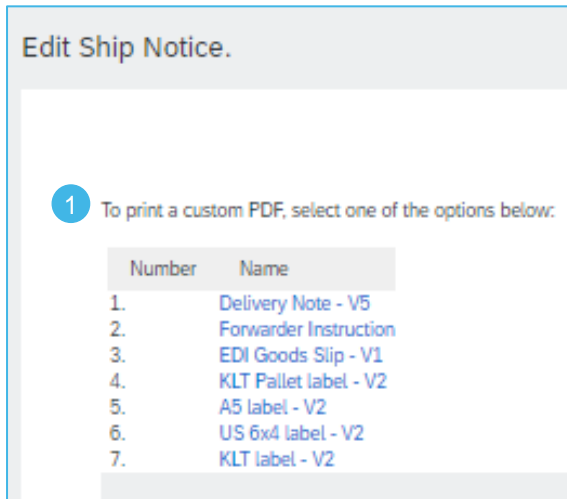 Edit Ship Notice.
1 To print a custom PDF, select one of the options below:
Number Name
1. Delivery Note - V5
2. Forwarder Instruction
3. EDI Goods Slip - V1
4. KLT Pallet label - V2
5. A5 label - V2
6. US 6x4 label - V2
7. KLT label - V2